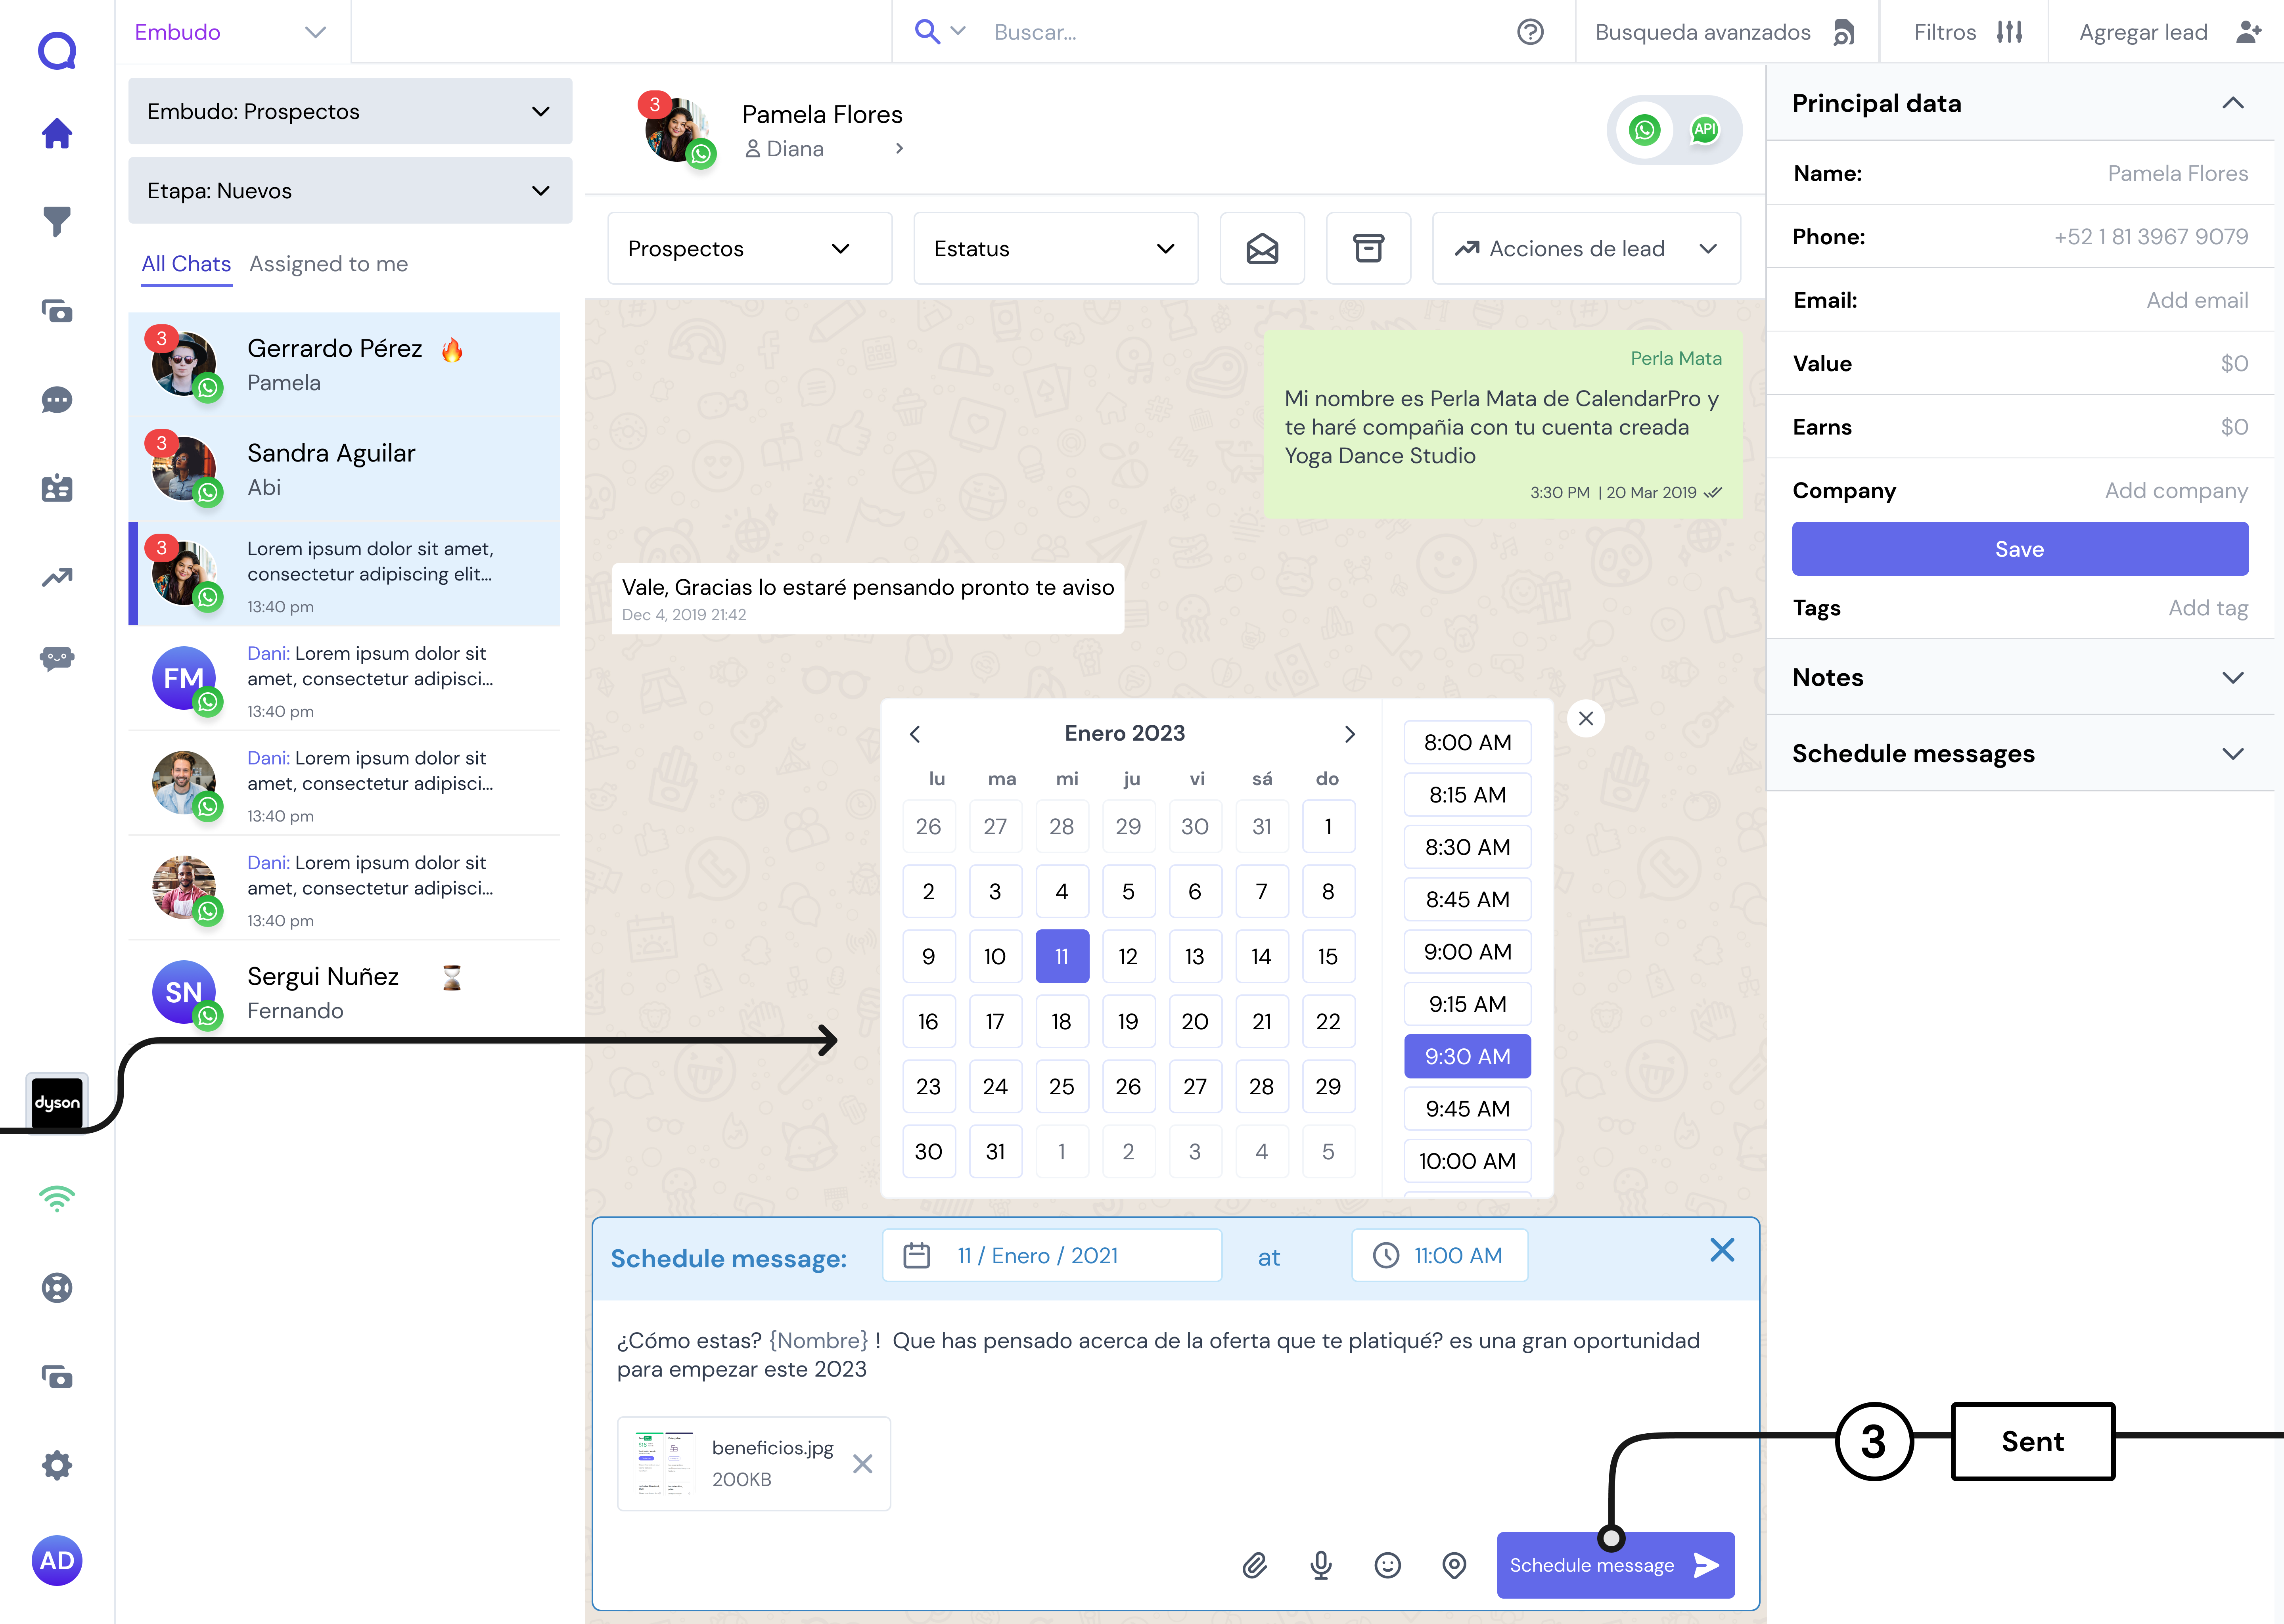 Embudo
Buscar...
Busqueda avanzados
Filtros
Agregar lead
Embudo: Prospectos
Etapa: Nuevos
All Chats
Assigned to me
3
Gerrardo Pérez 🔥
Pamela
3
Sandra Aguilar
Abi
3
Lorem ipsum dolor sit amet,
consectetur adipiscing elit...
13:40 pm
FM
Dani: Lorem ipsum dolor sit
amet, consectetur adipisci...
13:40 pm
Dani: Lorem ipsum dolor sit
amet, consectetur adipisci...
13:40 pm
Dani: Lorem ipsum dolor sit
amet, consectetur adipisci...
13:40 pm
SN
Sergui Nuñez ⏳
Fernando
dyson
AD
3
Pamela Flores
Diana
API
Prospectos
Estatus
Acciones de lead
Perla Mata
Mi nombre es Perla Mata de CalendarPro y
te haré compañia con tu cuenta creada
Yoga Dance Studio
3:30 PM | 20 Mar 2019
Vale, Gracias lo estaré pensando pronto te aviso
Dec 4, 2019 21:42
Enero 2023
lu ma mi ju vi sá do
26 27 28 29 30 31 1
2 3 4 5 6 7 8
9 10 11 12 13 14 15
16 17 18 19 20 21 22
23 24 25 26 27 28 29
30 31 1 2 3 4 5
8:00 AM
8:15 AM
8:30 AM
8:45 AM
9:00 AM
9:15 AM
9:30 AM
9:45 AM
10:00 AM
Schedule message: 11 / Enero / 2021 at 11:00 AM
¿Cómo estas? {Nombre} ! Que has pensado acerca de la oferta que te platiqué? es una gran oportunidad
para empezar este 2023
beneficios.jpg
200KB
Schedule message
Principal data
Name: Pamela Flores
Phone: +52 1 81 3967 9079
Email: Add email
Value $0
Earns $0
Company Add company
Save
Tags Add tag
Notes
Schedule messages
3
Sent